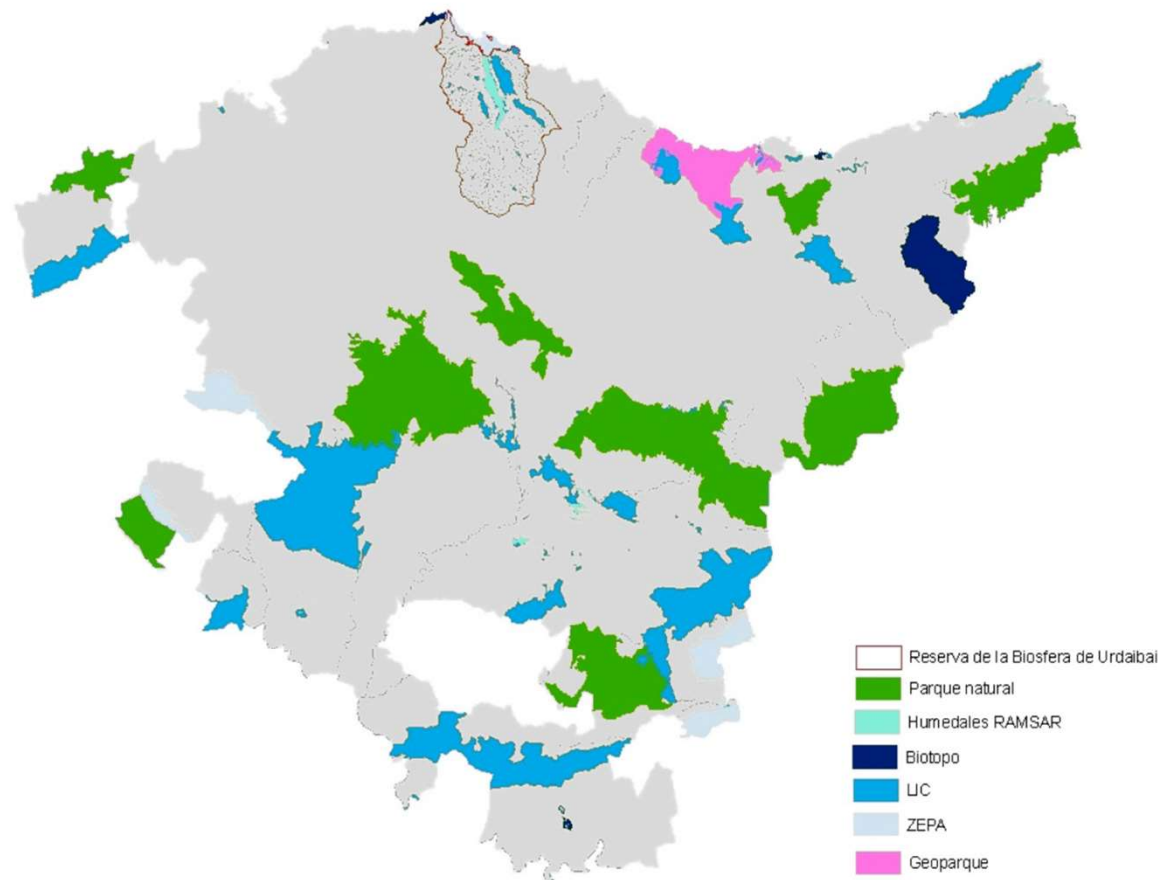 Reserva de la Biosfera de Urdaibai
Parque natural
Humedales RAMSAR
Biotopo
LIC
ZEPA
Geoparque